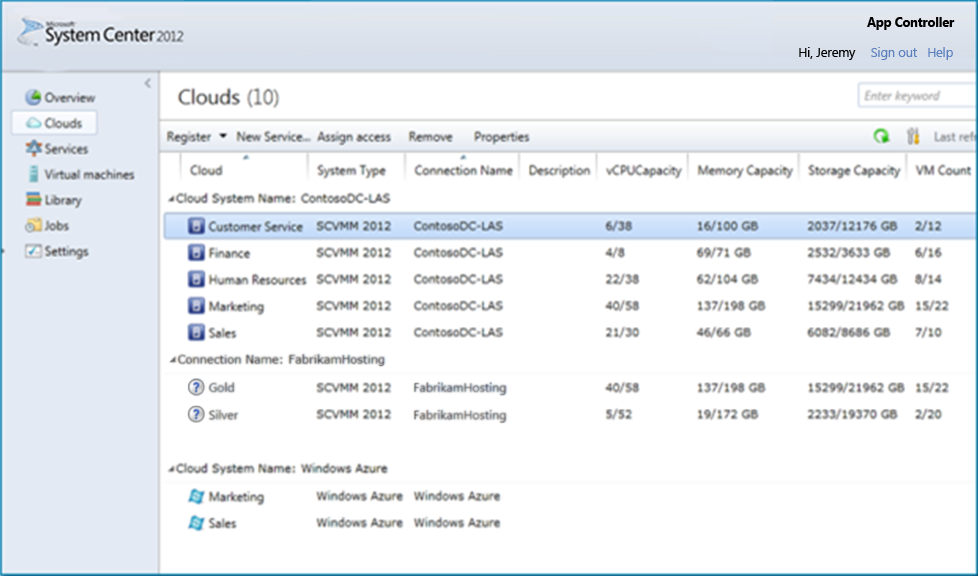 Microsoft
System Center 2012
App Controller
Hi, Jeremy Sign out Help
Overview
Clouds
Services
Virtual machines
Library
Jobs
Settings
Clouds (10)
Enter keyword
Register New Service... Assign access Remove Properties Last refr
Cloud System Type Connection Name Description vCPUCapacity Memory Capacity Storage Capacity VM Count
Cloud System Name: ContosoDC-LAS
Customer Service SCVMM 2012 ContosoDC-LAS 6/38 16/100 GB 2037/12176 GB 2/12
Finance SCVMM 2012 ContosoDC-LAS 4/8 69/71 GB 2532/3633 GB 6/16
Human Resources SCVMM 2012 ContosoDC-LAS 22/38 62/104 GB 7434/12434 GB 8/14
Marketing SCVMM 2012 ContosoDC-LAS 40/58 137/198 GB 15299/21962 GB 15/22
Sales SCVMM 2012 ContosoDC-LAS 21/30 46/66 GB 6082/8686 GB 7/10
Connection Name: FabrikamHosting
Gold SCVMM 2012 FabrikamHosting 40/58 137/198 GB 15299/21962 GB 15/22
Silver SCVMM 2012 FabrikamHosting 5/52 19/172 GB 2233/19370 GB 2/20
Cloud System Name: Windows Azure
Marketing Windows Azure Windows Azure
Sales Windows Azure Windows Azure